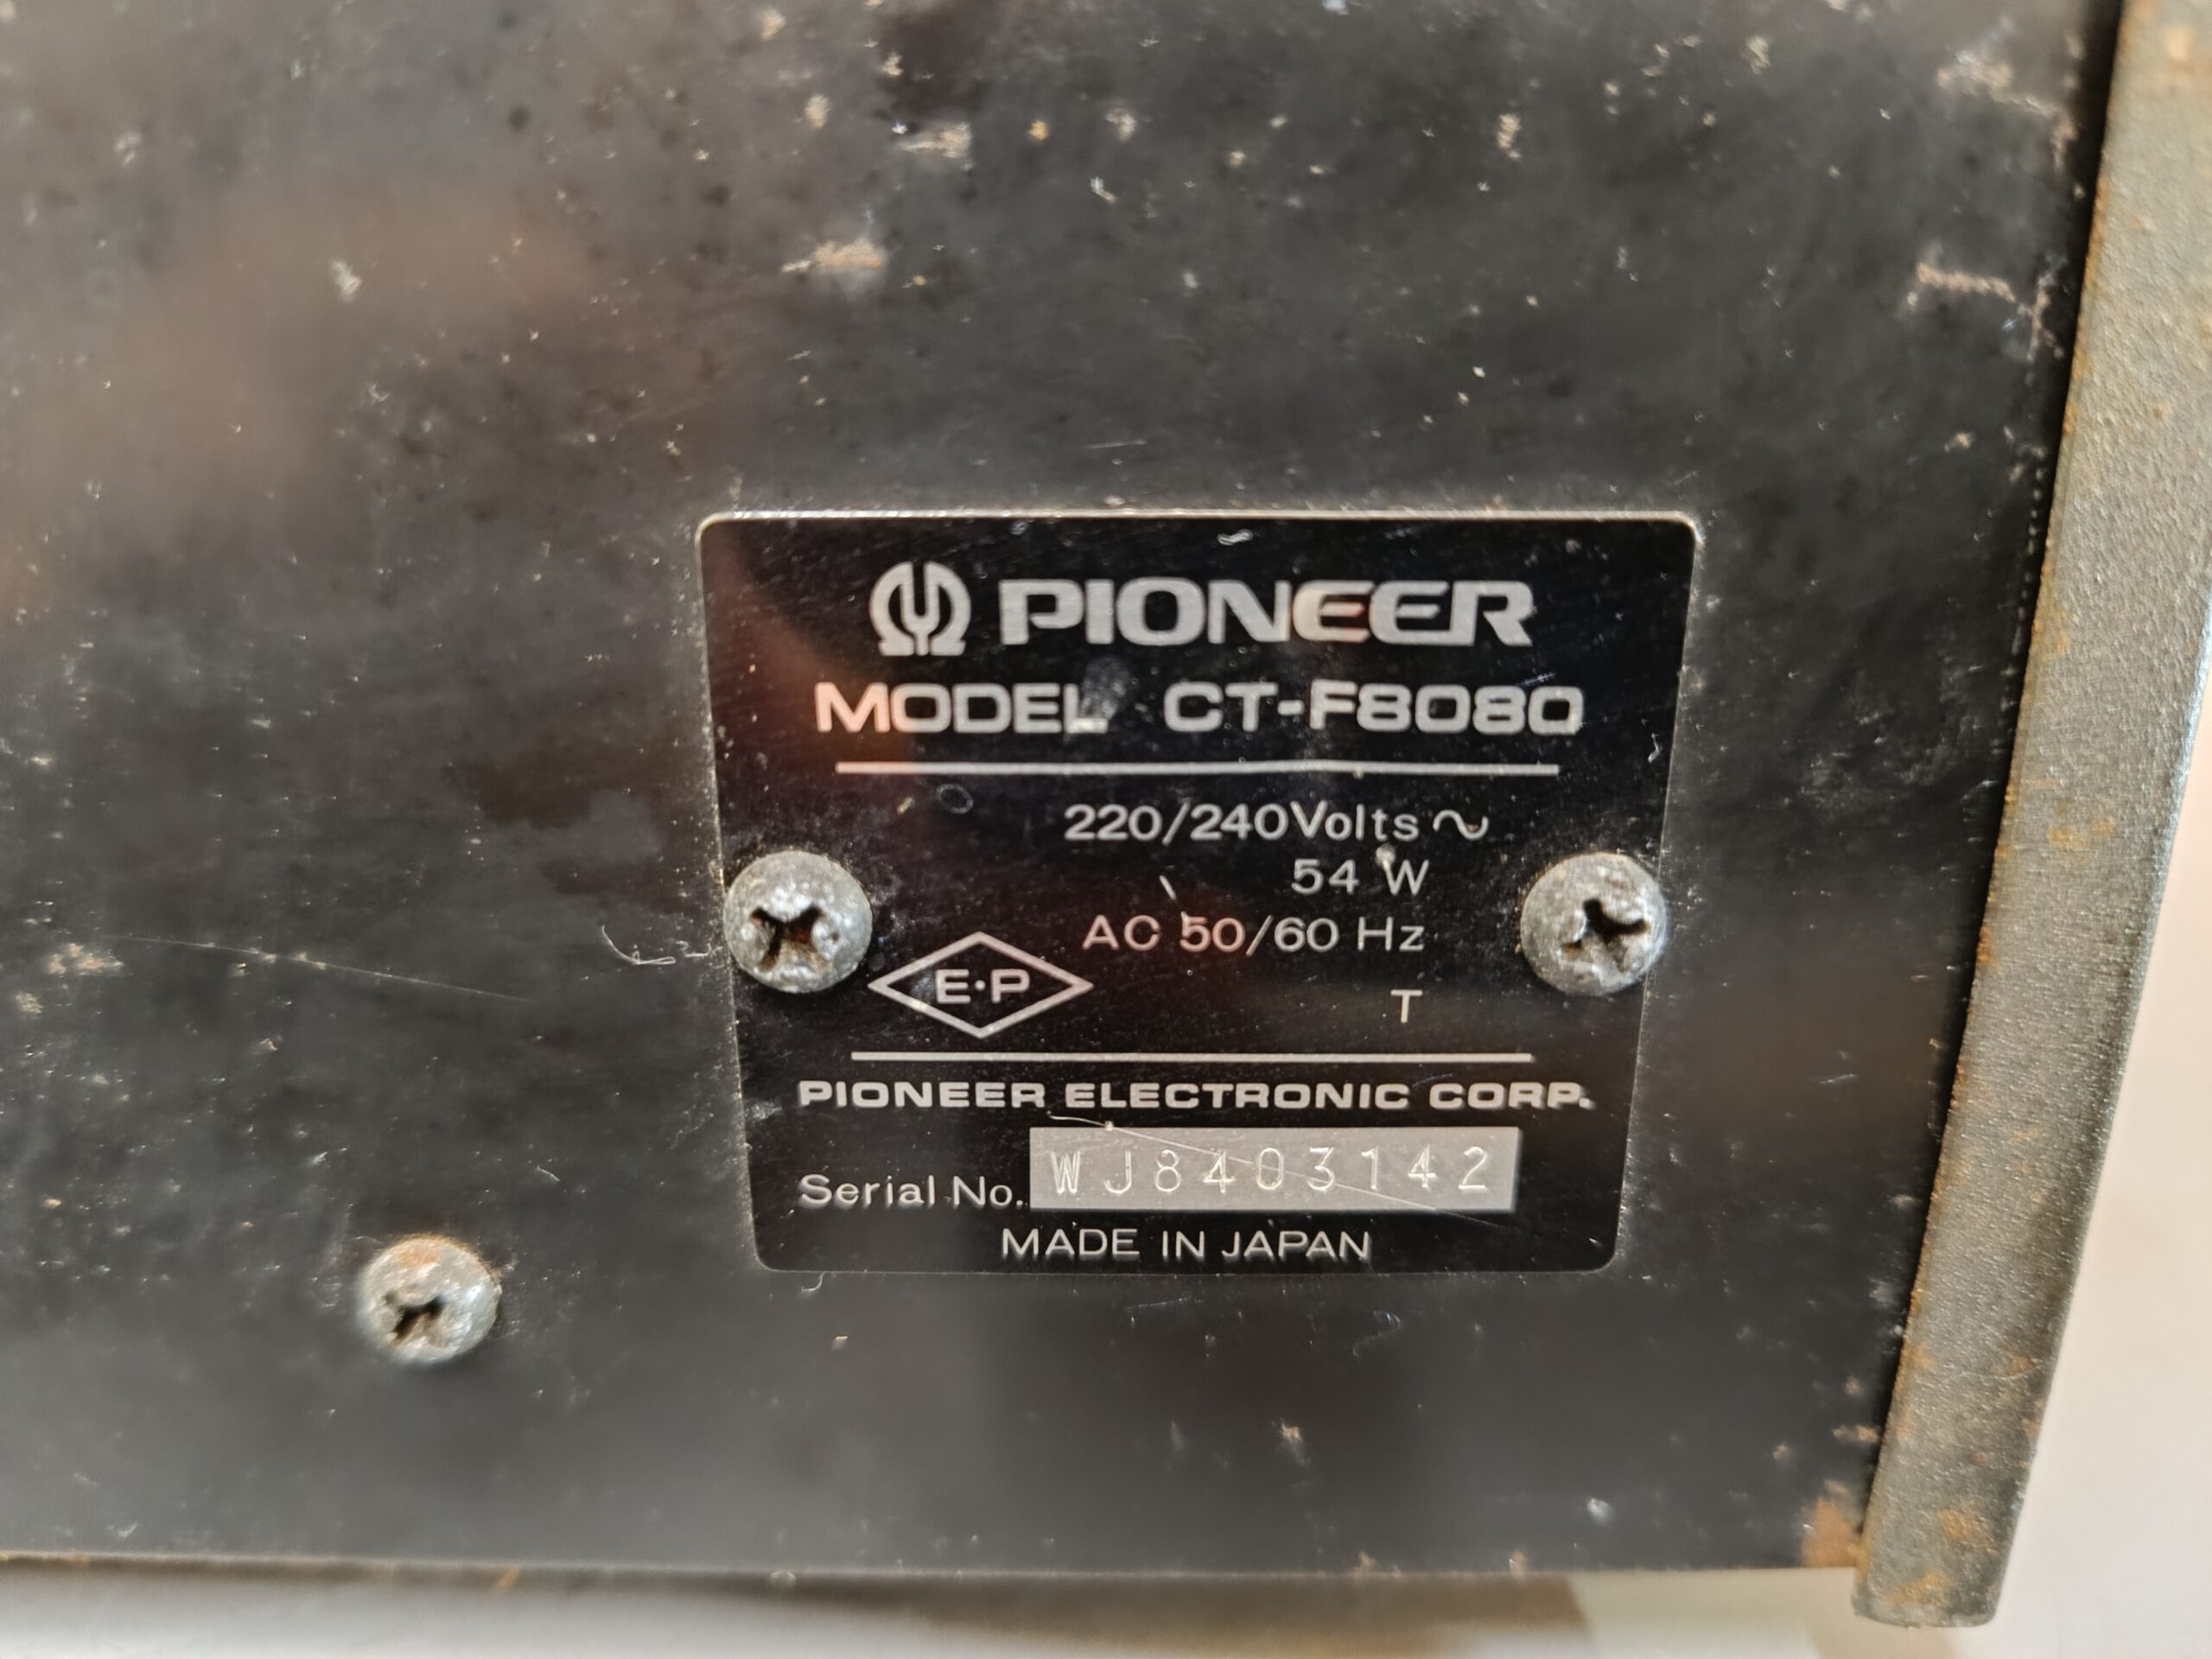 PIONEER
MODEL CT-F8080
220/240Volts ~
54 W
AC 50/60 Hz
E·P
T
PIONEER ELECTRONIC CORP.
Serial No. WJ8403142
MADE IN JAPAN